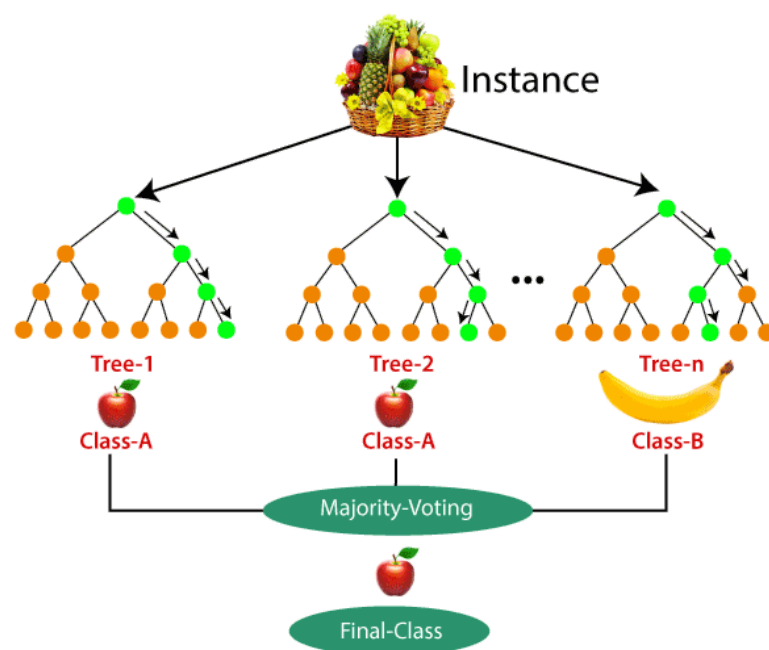 Instance
Tree-1
Tree-2
Tree-n
Class-A
Class-A
Class-B
Majority-Voting
Final-Class